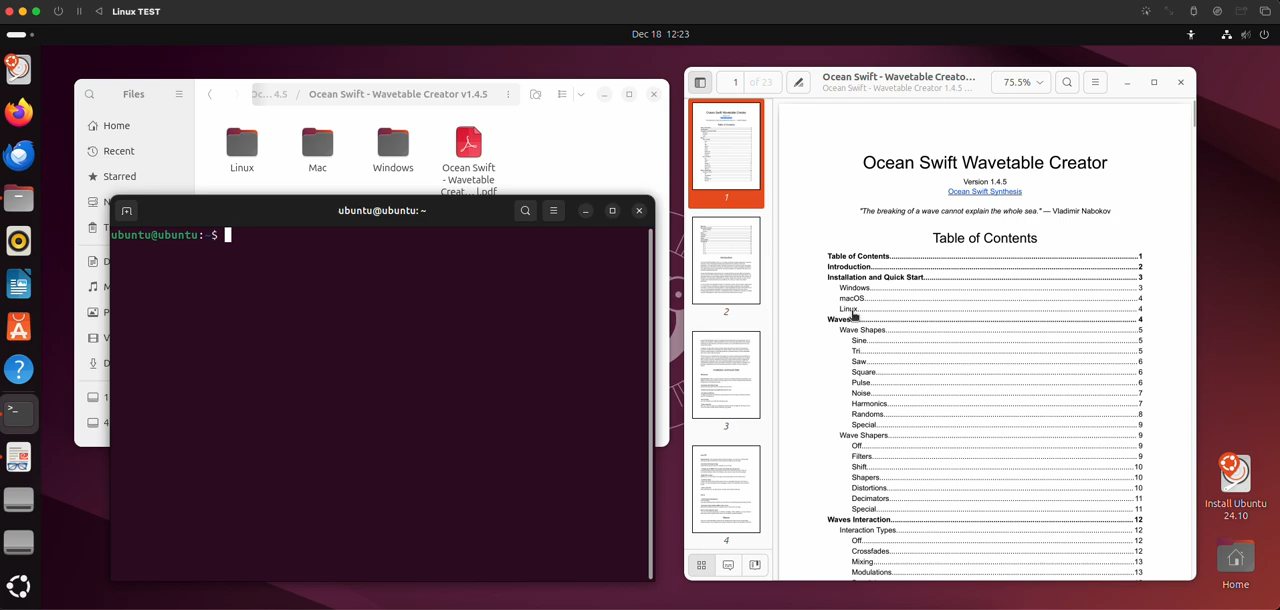 Linux TEST
Dec 18 12:23
Files
Oc… 4.5 / Ocean Swift - Wavetable Creator v1.4.5
Home
Recent
Starred
Linux
Mac
Windows
Ocean Swift
- Wavetable
Creat….pdf
ubuntu@ubuntu: ~
ubuntu@ubuntu:~$
1 of 23
Ocean Swift - Wavetable Creato...
Ocean Swift - Wavetable Creator 1.4.5 ...
75.5%
1
2
3
4
Ocean Swift Wavetable Creator
Version 1.4.5
Ocean Swift Synthesis
"The breaking of a wave cannot explain the whole sea." — Vladimir Nabokov
Table of Contents
Table of Contents 1
Introduction 2
Installation and Quick Start 3
Windows 3
macOS 4
Linux 4
Waves 4
Wave Shapes 5
Sine 5
Tri 5
Saw 6
Square 6
Pulse 6
Noise 7
Harmonics 7
Randoms 8
Special 9
Wave Shapers 9
Off 9
Filters 9
Shift 10
Shapers 10
Distortions 10
Decimators 11
Special 11
Waves Interaction 12
Interaction Types 12
Off 12
Crossfades 12
Mixing 13
Modulations 13
Install Ubuntu
24.10
Home